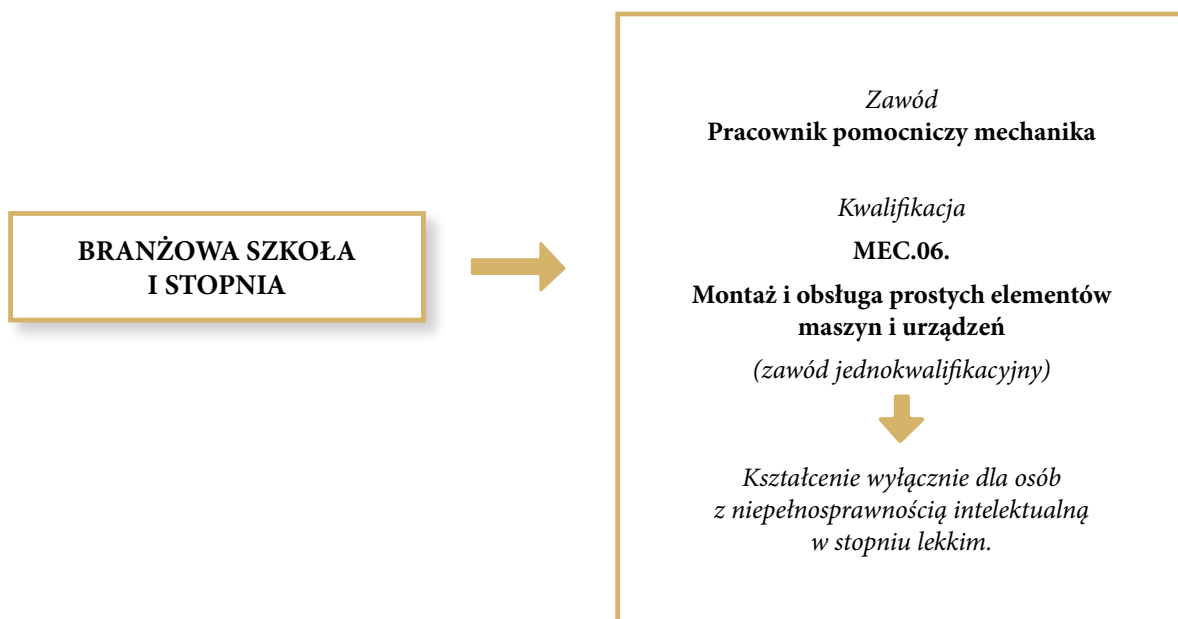 BRANŻOWA SZKOŁA
I STOPNIA
Zawód
Pracownik pomocniczy mechanika
Kwalifikacja
MEC.06.
Montaż i obsługa prostych elementów
maszyn i urządzeń
(zawód jednokwalifikacyjny)
Kształcenie wyłącznie dla osób
z niepełnosprawnością intelektualną
w stopniu lekkim.